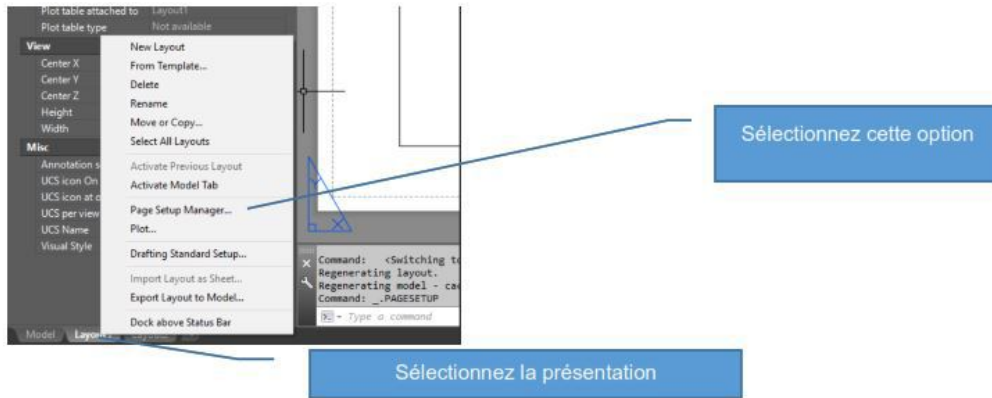 Plot table attached to Layout1
Plot table type Not available
View
Center X
Center Y
Center Z
Height
Width
Misc
Annotation s
UCS icon On
UCS icon at o
UCS per view
UCS Name
Visual Style
New Layout
From Template...
Delete
Rename
Move or Copy...
Select All Layouts
Activate Previous Layout
Activate Model Tab
Page Setup Manager...
Plot...
Drafting Standard Setup...
Import Layout as Sheet...
Export Layout to Model...
Dock above Status Bar
Sélectionnez cette option
Y
X
Command: <Switching to
Regenerating layout.
Regenerating model - cac
Command: _.PAGESETUP
Type a command
Model Layout1
Sélectionnez la présentation